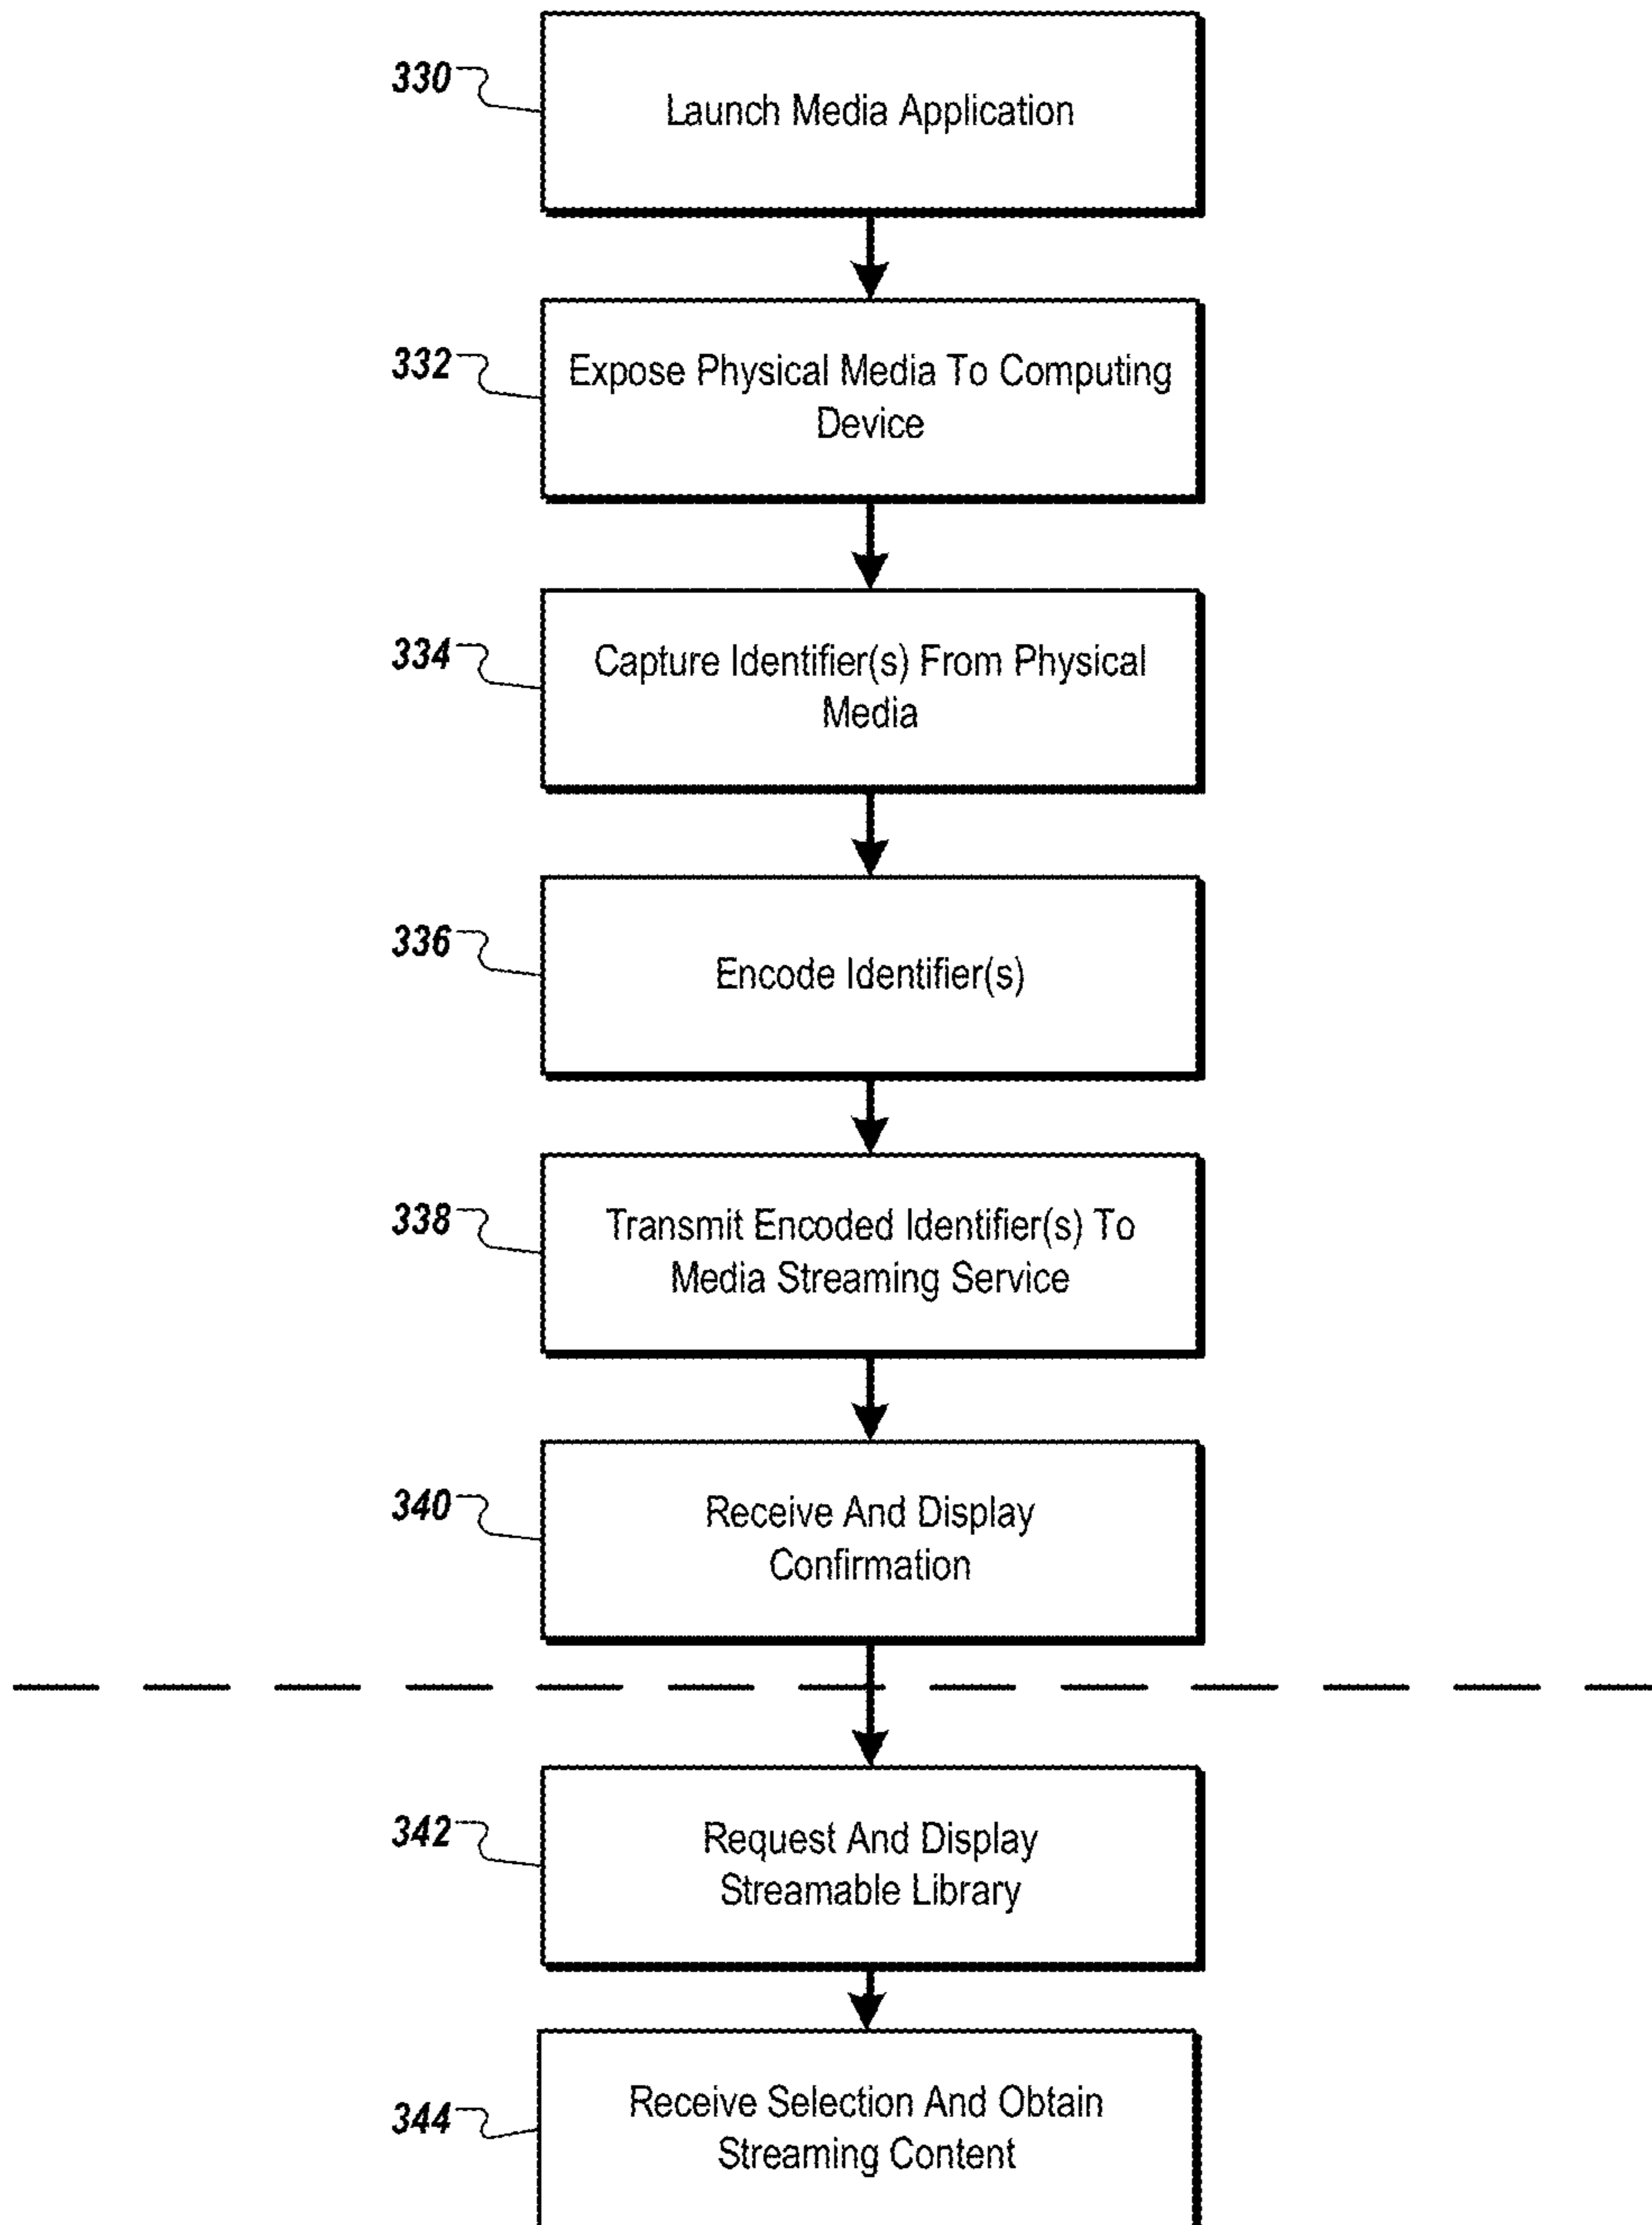 330
Launch Media Application
332
Expose Physical Media To Computing
Device
334
Capture Identifier(s) From Physical
Media
336
Encode Identifier(s)
338
Transmit Encoded Identifier(s) To
Media Streaming Service
340
Receive And Display
Confirmation
342
Request And Display
Streamable Library
344
Receive Selection And Obtain
Streaming Content